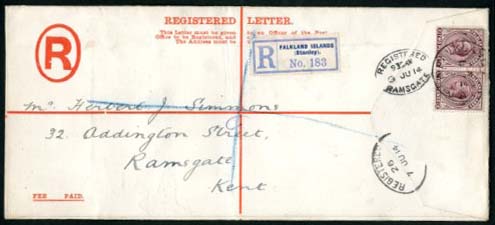 REGISTERED LETTER.
This Letter must be given to an Officer of the Post
Office to be Registered, and
The Address must be
R
R
FALKLAND ISLANDS
(Stanley).
No. 183
REGISTERED
JU 14
RAMSGATE
Mr Herbert J Simmons
32. Addington Street,
Ramsgate
Kent.
REGISTERED
7 JU 14
26
FEE PAID.